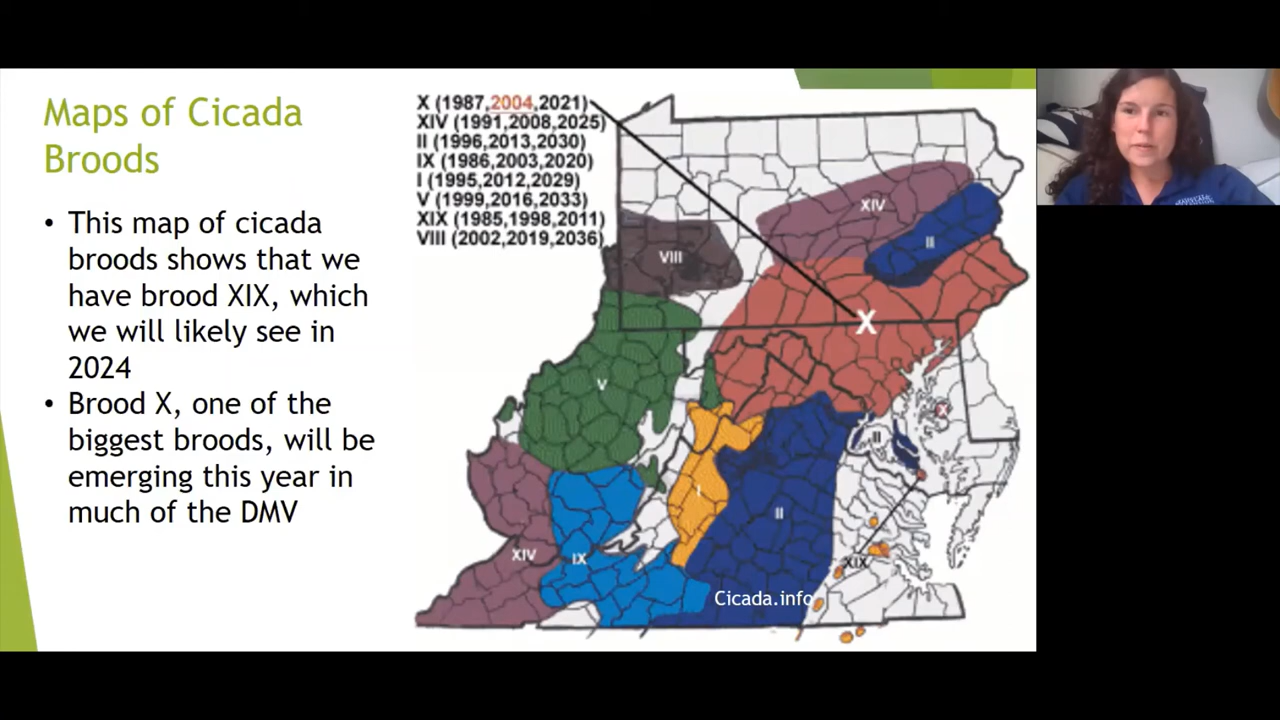 Maps of Cicada
Broods
• This map of cicada
broods shows that we
have brood XIX, which
we will likely see in
2024
• Brood X, one of the
biggest broods, will be
emerging this year in
much of the DMV
X (1987,2004,2021)
XIV (1991,2008,2025)
II (1996,2013,2030)
IX (1986,2003,2020)
I (1995,2012,2029)
V (1999,2016,2033)
XIX (1985,1998,2011)
VIII (2002,2019,2036)
XIV
II
VIII
X
V
X
II
I
II
XIV
IX
XIX
Cicada.info